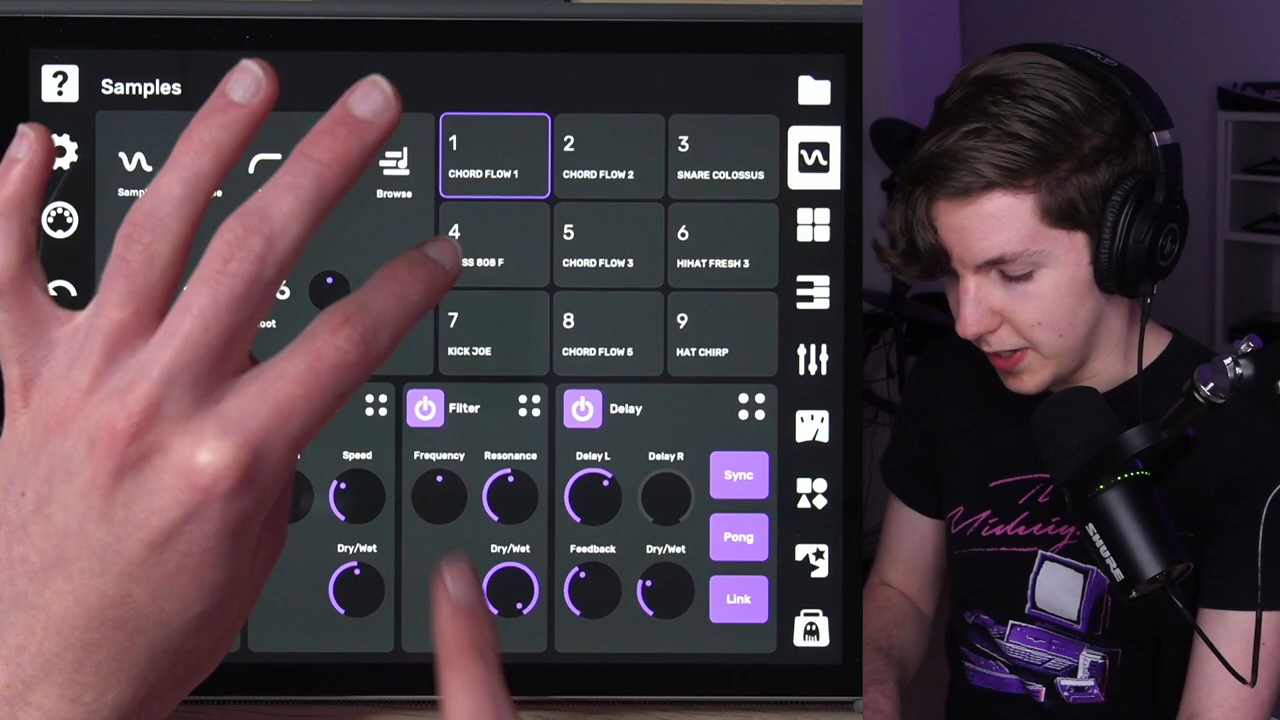 ?
Samples
Browse
1
CHORD FLOW 1
2
CHORD FLOW 2
3
SNARE COLOSSUS
4
808 F
5
CHORD FLOW 3
6
HIHAT FRESH 3
7
KICK JOE
8
CHORD FLOW 5
9
HAT CHIRP
Filter
Delay
Speed
Frequency
Resonance
Delay L
Delay R
Sync
Pong
Dry/Wet
Dry/Wet
Feedback
Dry/Wet
Link
SHURE